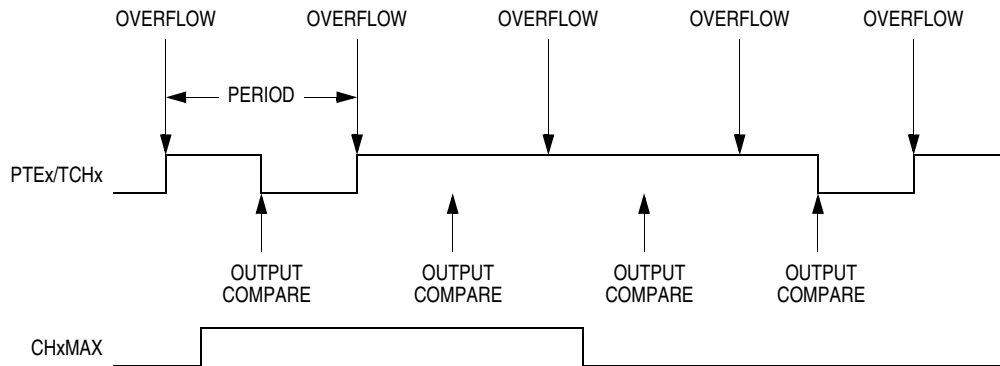 OVERFLOW OVERFLOW OVERFLOW OVERFLOW OVERFLOW
PERIOD
PTEx/TCHx
OUTPUT COMPARE
OUTPUT COMPARE
OUTPUT COMPARE
OUTPUT COMPARE
CHxMAX